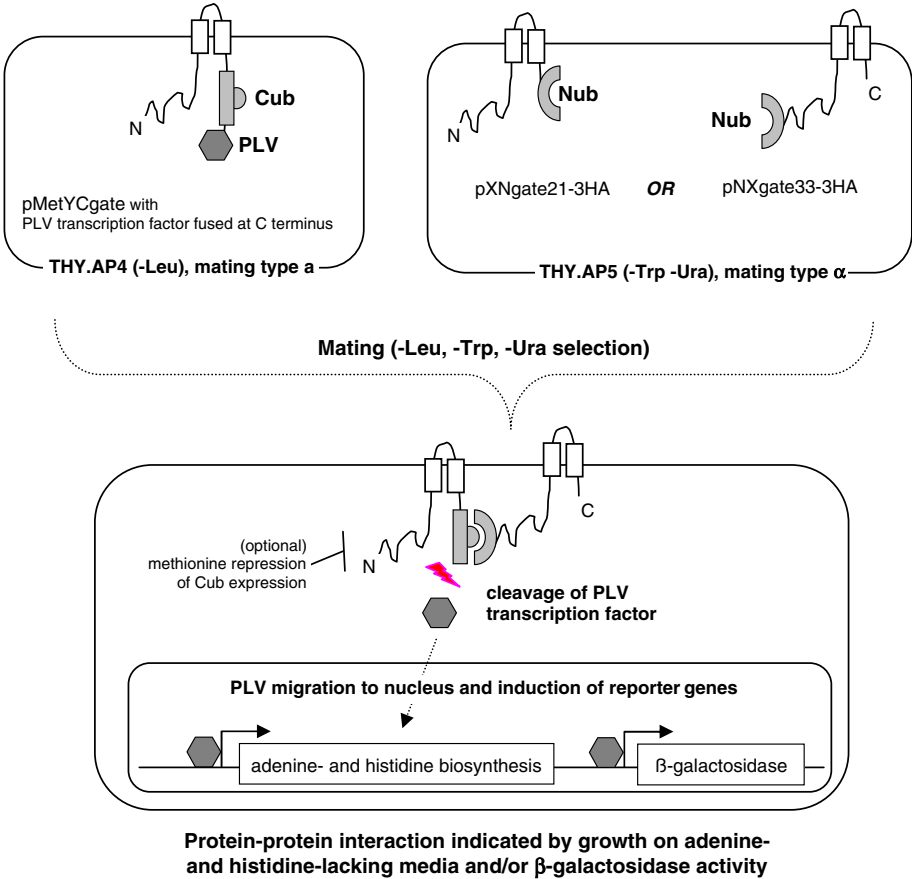 Cub
N
PLV
pMetYCgate with
PLV transcription factor fused at C terminus
THY.AP4 (-Leu), mating type a
Nub
N
Nub
C
pXNgate21-3HA OR pNXgate33-3HA
THY.AP5 (-Trp -Ura), mating type α
Mating (-Leu, -Trp, -Ura selection)
C
(optional)
methionine repression
of Cub expression
N
cleavage of PLV
transcription factor
PLV migration to nucleus and induction of reporter genes
adenine- and histidine biosynthesis
ß-galactosidase
Protein-protein interaction indicated by growth on adenine-
and histidine-lacking media and/or β-galactosidase activity